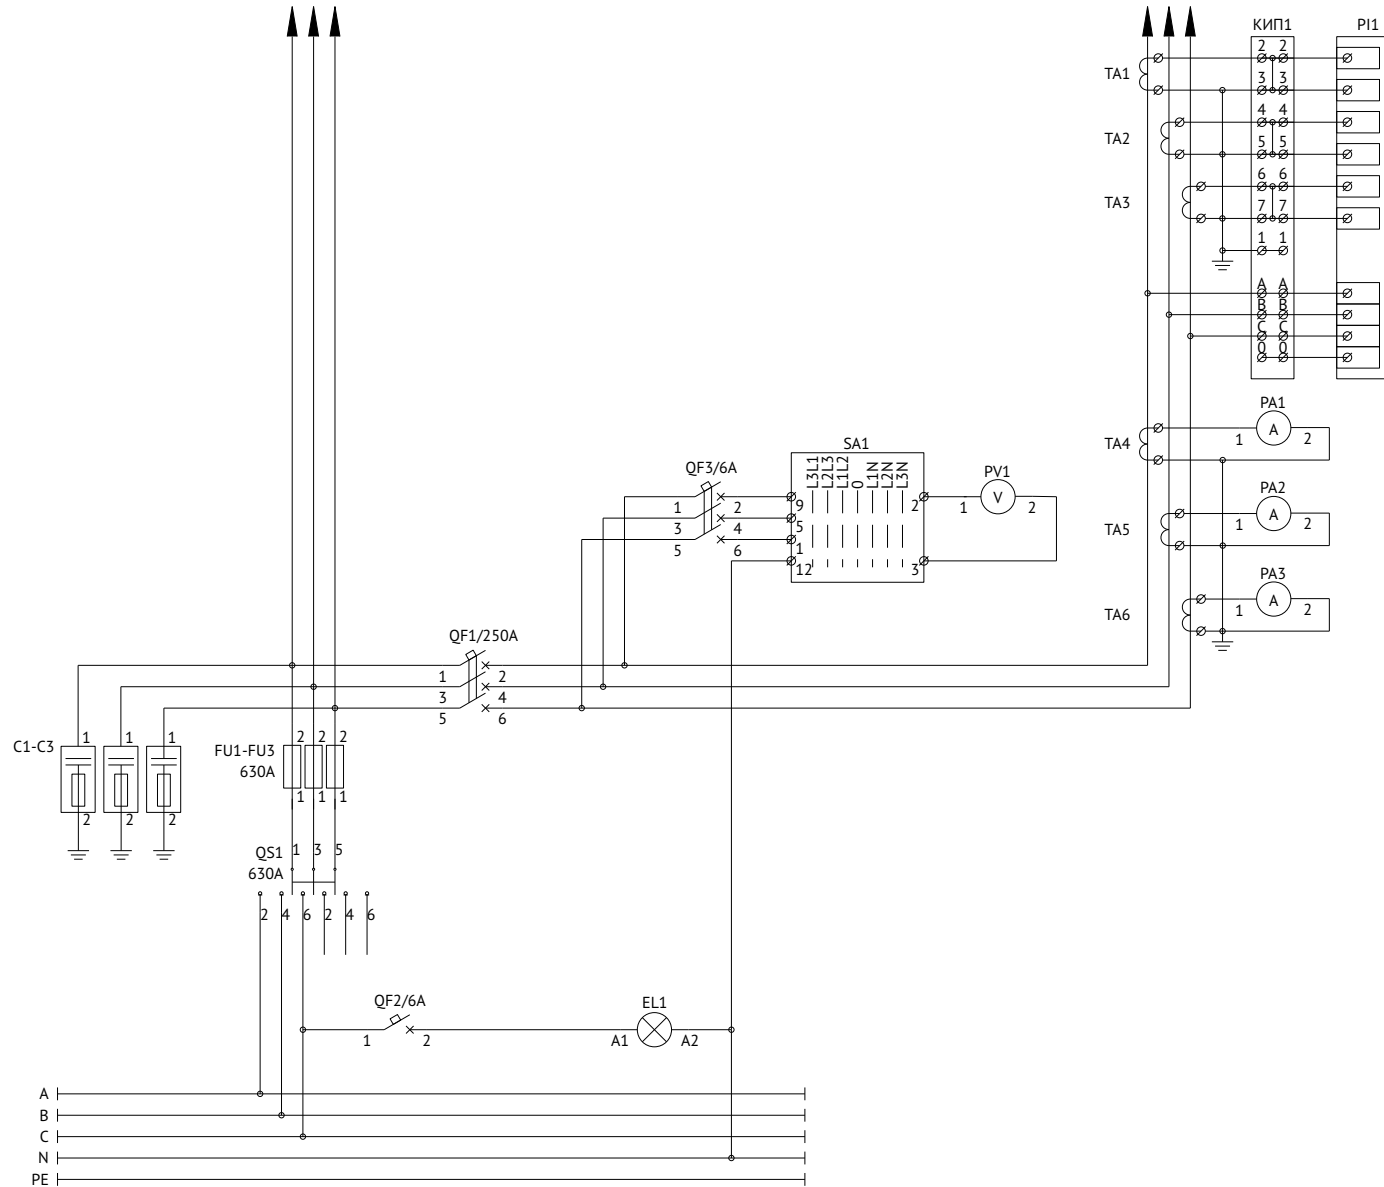 КИП1 PI1
TA1 2 2
3 3
TA2 4 4
5 5
TA3 6 6
7 7
1 1
A A
B B
C C
0 0
PA1
TA4 1 A 2
PA2
TA5 1 A 2
PA3
TA6 1 A 2
SA1
QF3/6A
L3L1 L2L3 L1L2 0 L1N L2N L3N
PV1
1 2 9 2 1 V 2
3 4 5
5 6 1
12 3
QF1/250A
1 2
3 4
5 6
C1-C3 1 1 1
2 2 2
FU1-FU3
630A
2 2 2
1 1 1
QS1
630A
1 3 5
2 4 6 2 4 6
QF2/6A
1 2
EL1
A1 A2
A
B
C
N
PE